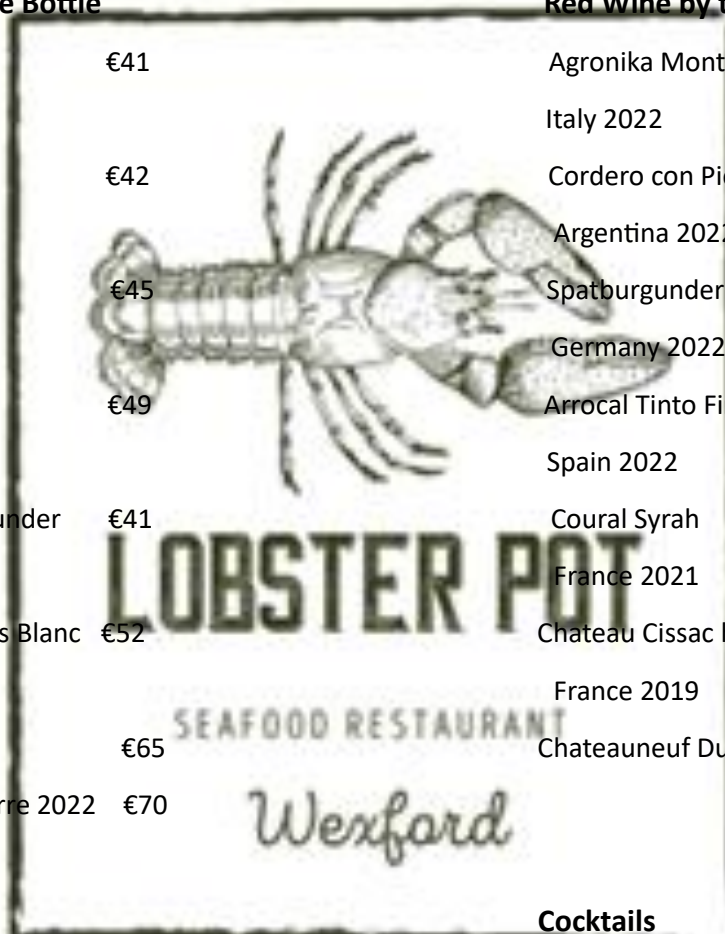 e Bottle
€41
€42
€45
€49
under €41
s Blanc €52
€65
rre 2022 €70
Red Wine by t
Agronika Mont
Italy 2022
Cordero con Pi
Argentina 2022
Spatburgunder
Germany 2022
Arrocal Tinto Fi
Spain 2022
Coural Syrah
France 2021
Chateau Cissac
France 2019
Chateauneuf Du
Cocktails
LOBSTER POT
SEAFOOD RESTAURANT
Wexford